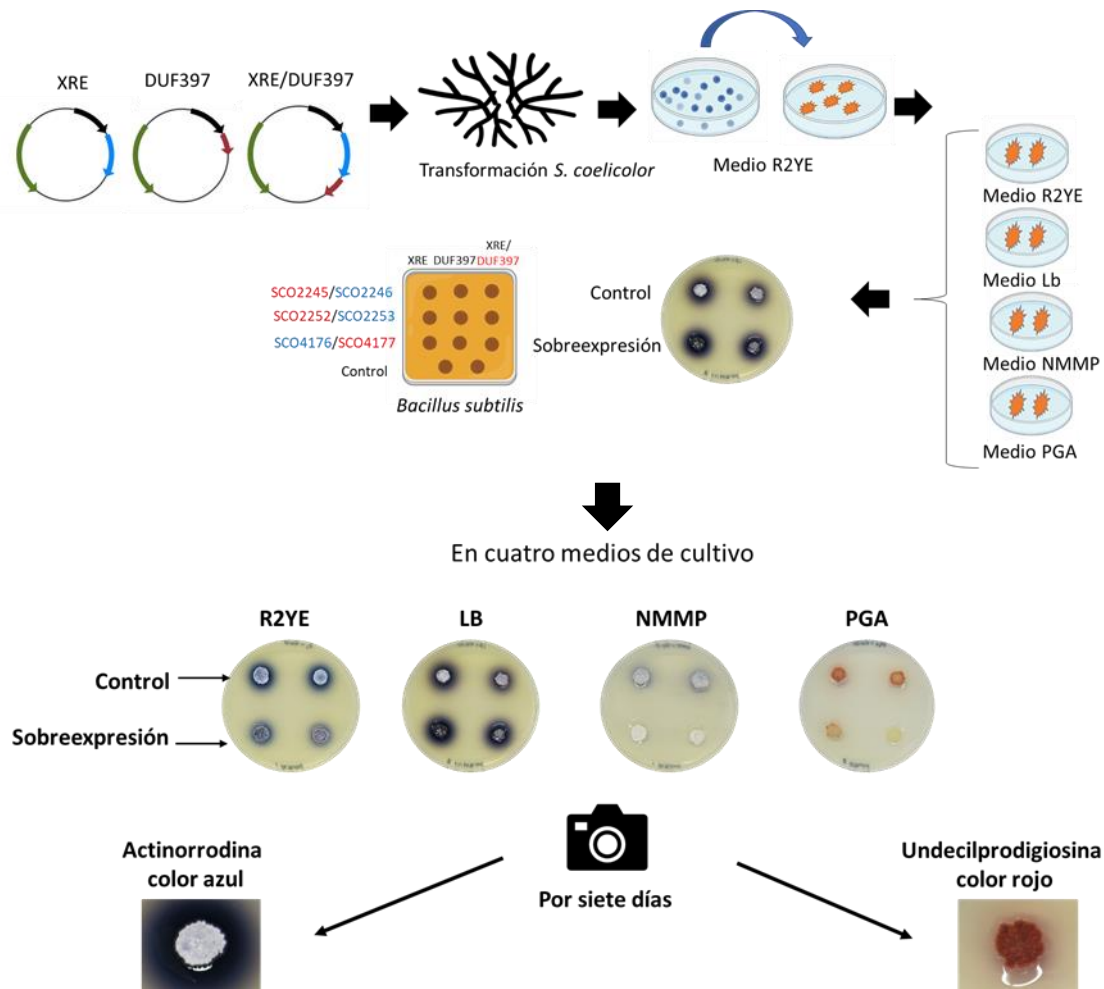 XRE
DUF397
XRE/DUF397
Transformación S. coelicolor
Medio R2YE
Medio R2YE
Medio Lb
Medio NMMP
Medio PGA
XRE DUF397 XRE/
DUF397
SCO2245/SCO2246
SCO2252/SCO2253
SCO4176/SCO4177
Control
Bacillus subtilis
Control
Sobreexpresión
En cuatro medios de cultivo
R2YE
LB
NMMP
PGA
Control
Sobreexpresión
Por siete días
Actinorrodina
color azul
Undecilprodigiosina
color rojo